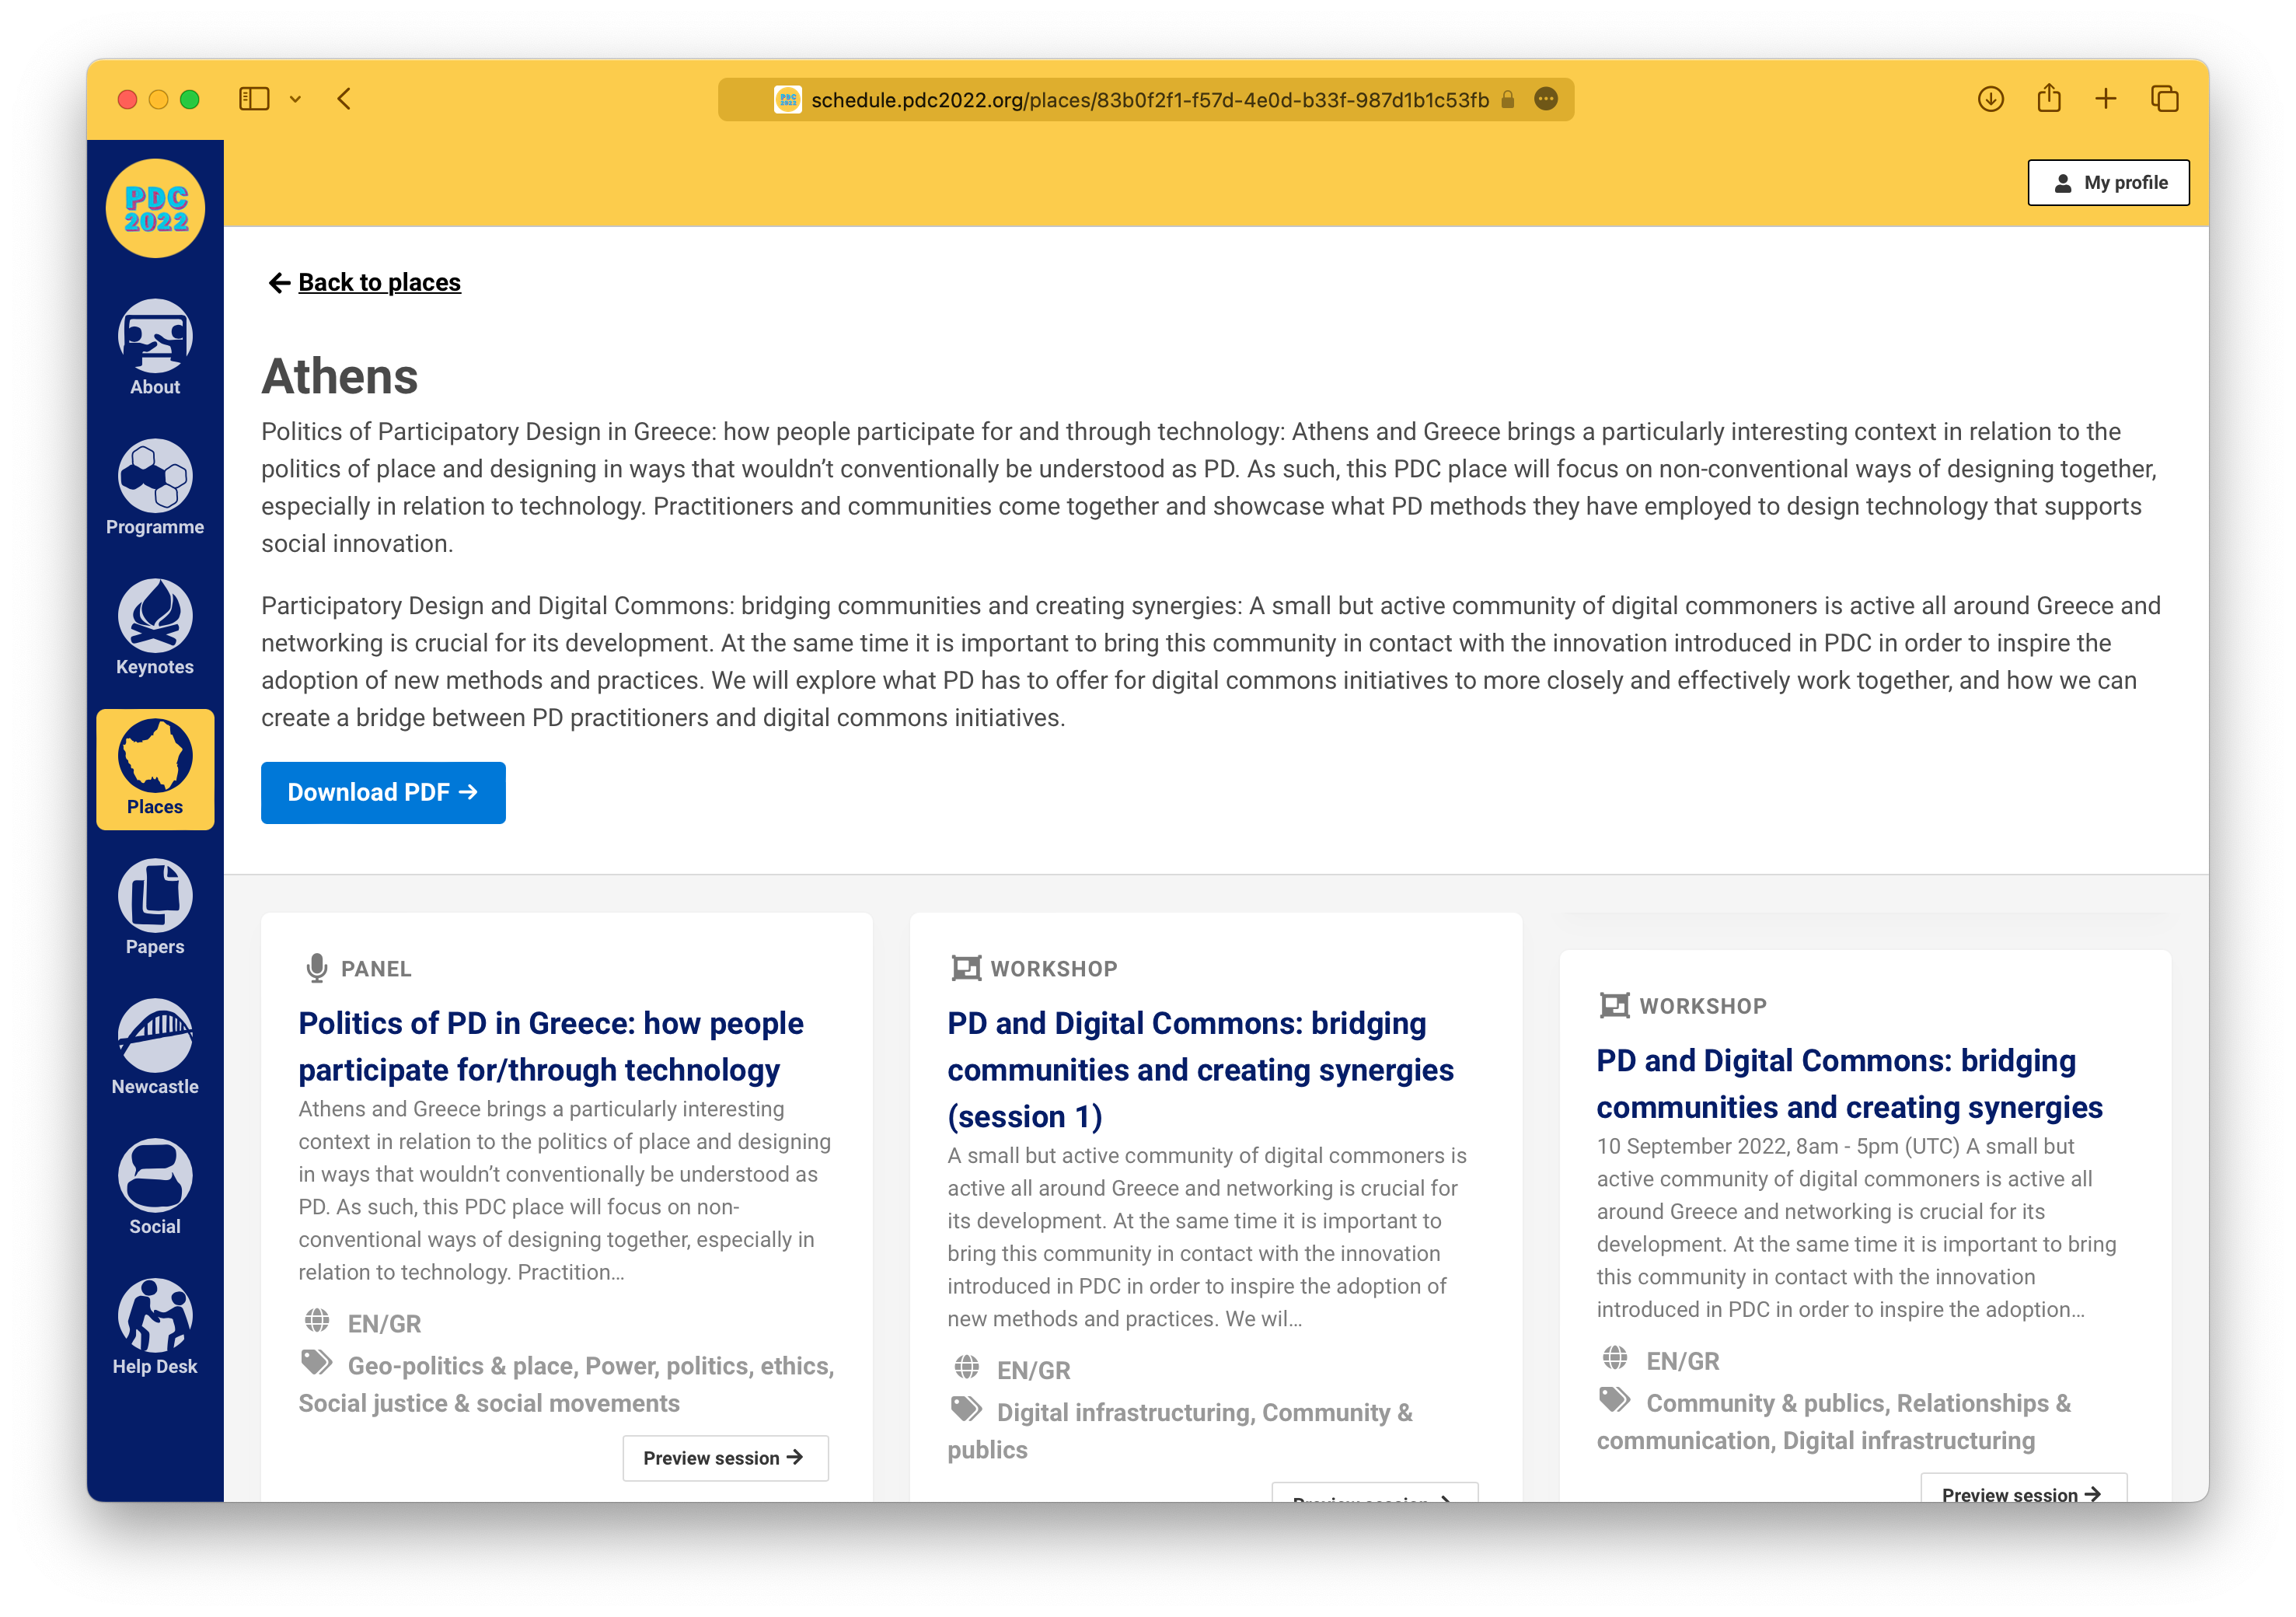 schedule.pdc2022.org/places/83b0f2f1-f57d-4e0d-b33f-987d1b1c53fb
PDC
2022
My profile
About
Programme
Keynotes
Places
Papers
Newcastle
Social
Help Desk
Back to places
Athens
Politics of Participatory Design in Greece: how people participate for and through technology: Athens and Greece brings a particularly interesting context in relation to the
politics of place and designing in ways that wouldn’t conventionally be understood as PD. As such, this PDC place will focus on non-conventional ways of designing together,
especially in relation to technology. Practitioners and communities come together and showcase what PD methods they have employed to design technology that supports
social innovation.
Participatory Design and Digital Commons: bridging communities and creating synergies: A small but active community of digital commoners is active all around Greece and
networking is crucial for its development. At the same time it is important to bring this community in contact with the innovation introduced in PDC in order to inspire the
adoption of new methods and practices. We will explore what PD has to offer for digital commons initiatives to more closely and effectively work together, and how we can
create a bridge between PD practitioners and digital commons initiatives.
Download PDF
PANEL
Politics of PD in Greece: how people
participate for/through technology
Athens and Greece brings a particularly interesting
context in relation to the politics of place and designing
in ways that wouldn’t conventionally be understood as
PD. As such, this PDC place will focus on non-
conventional ways of designing together, especially in
relation to technology. Practition…
EN/GR
Geo-politics & place, Power, politics, ethics,
Social justice & social movements
Preview session
WORKSHOP
PD and Digital Commons: bridging
communities and creating synergies
(session 1)
A small but active community of digital commoners is
active all around Greece and networking is crucial for
its development. At the same time it is important to
bring this community in contact with the innovation
introduced in PDC in order to inspire the adoption of
new methods and practices. We wil…
EN/GR
Digital infrastructuring, Community &
publics
Preview session
WORKSHOP
PD and Digital Commons: bridging
communities and creating synergies
10 September 2022, 8am - 5pm (UTC) A small but
active community of digital commoners is active all
around Greece and networking is crucial for its
development. At the same time it is important to bring
this community in contact with the innovation
introduced in PDC in order to inspire the adoption…
EN/GR
Community & publics, Relationships &
communication, Digital infrastructuring
Preview session